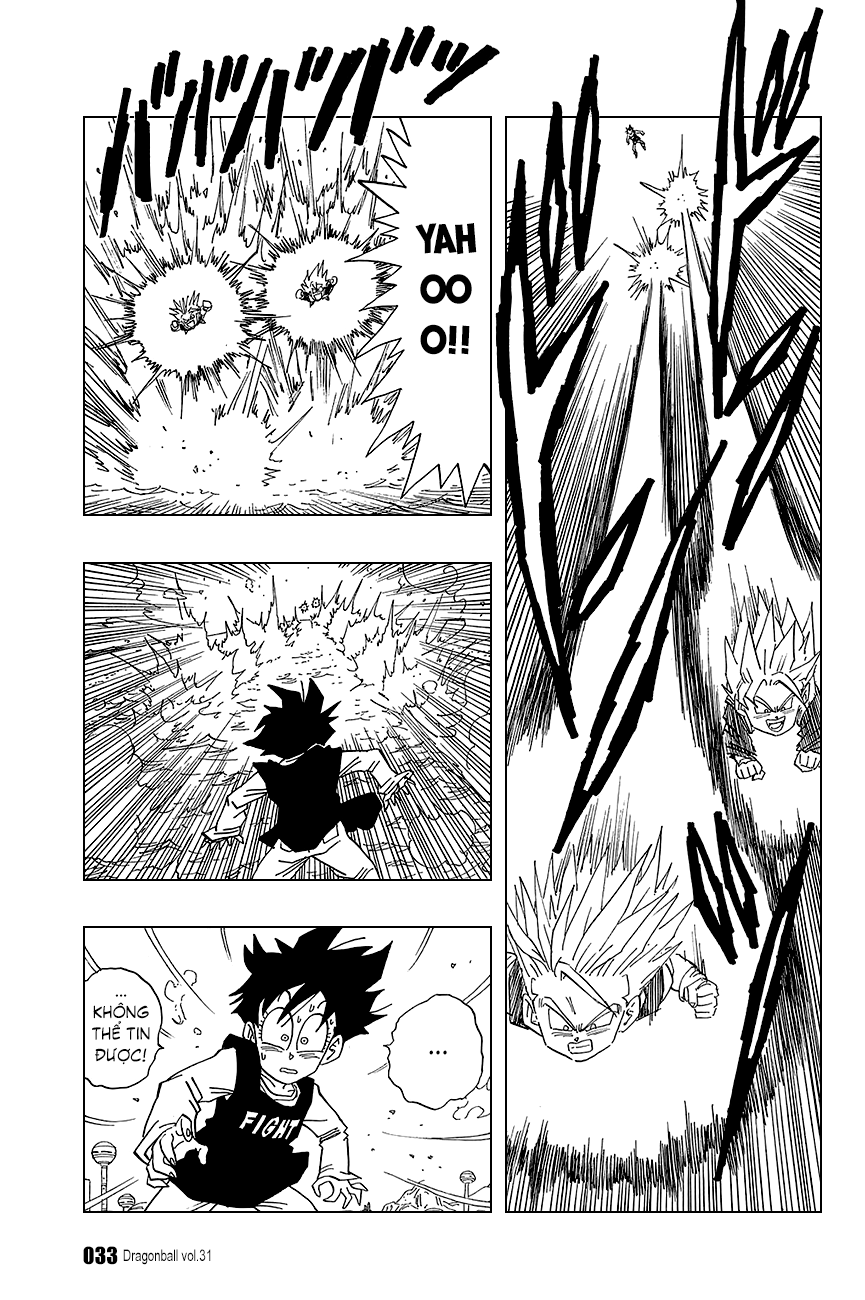 バババババッ
YAH
OO
O!!
...
...
KHÔNG
THỂ TIN
ĐƯỢC!
FIGHT
033 Dragonball vol.31